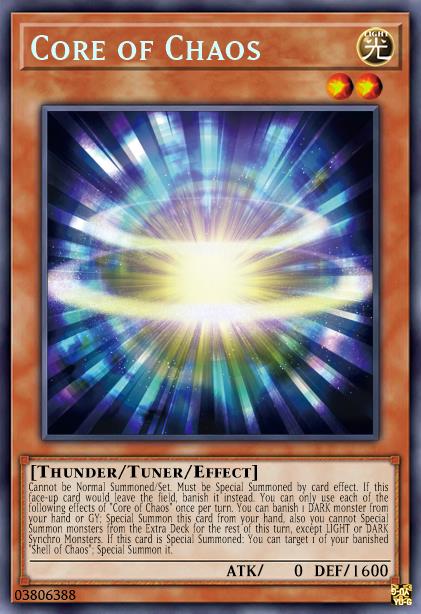 CORE OF CHAOS
LIGHT
光
[THUNDER/TUNER/EFFECT]
Cannot be Normal Summoned/Set. Must be Special Summoned by card effect. If this
face-up card would leave the field, banish it instead. You can only use each of the
following effects of "Core of Chaos" once per turn. You can banish 1 DARK monster from
your hand or GY; Special Summon this card from your hand, also you cannot Special
Summon monsters from the Extra Deck for the rest of this turn, except LIGHT or DARK
Synchro Monsters. If this card is Special Summoned: You can target 1 of your banished
"Shell of Chaos"; Special Summon it.
ATK/ 0 DEF/1600
03806388